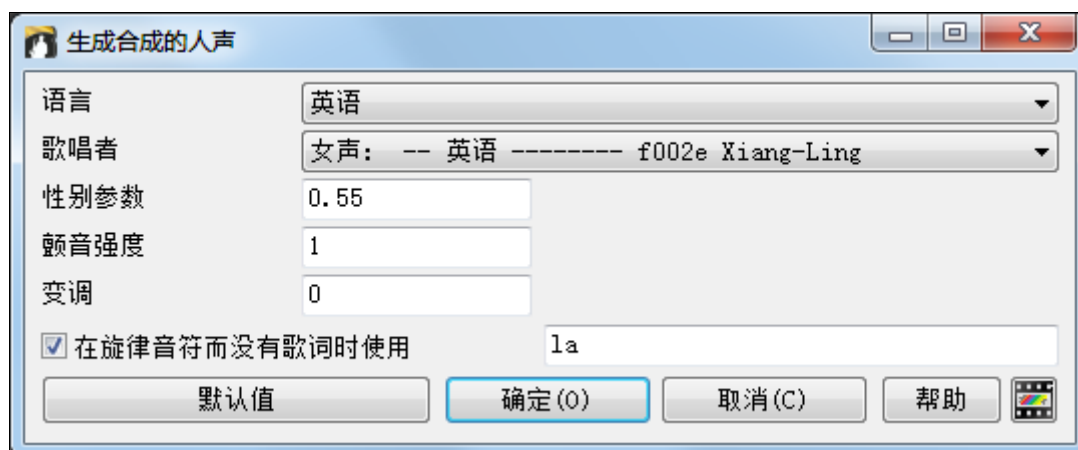 生成合成的人声
语言 英语
歌唱者 女声: -- 英语 -------- f002e Xiang-Ling
性别参数 0.55
颤音强度 1
变调 0
在旋律音符而没有歌词时使用 la
默认值 确定(O) 取消(C) 帮助